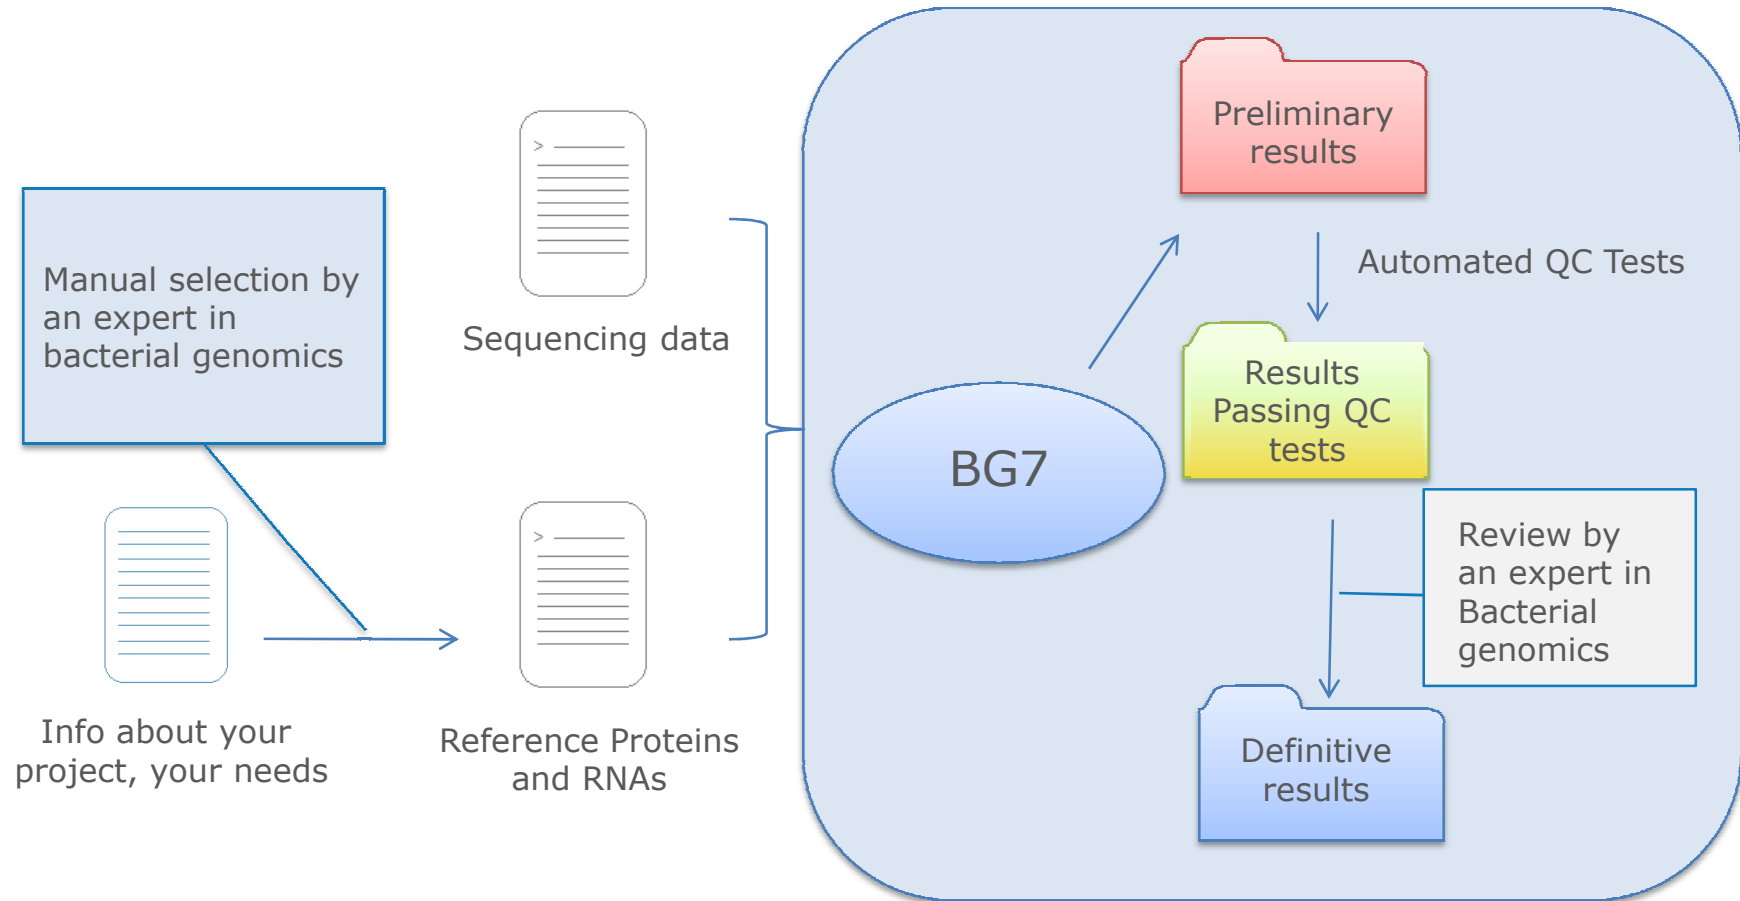 Manual selection by
an expert in
bacterial genomics
>
Sequencing data
Info about your
project, your needs
>
Reference Proteins
and RNAs
BG7
Preliminary
results
Automated QC Tests
Results
Passing QC
tests
Review by
an expert in
Bacterial
genomics
Definitive
results